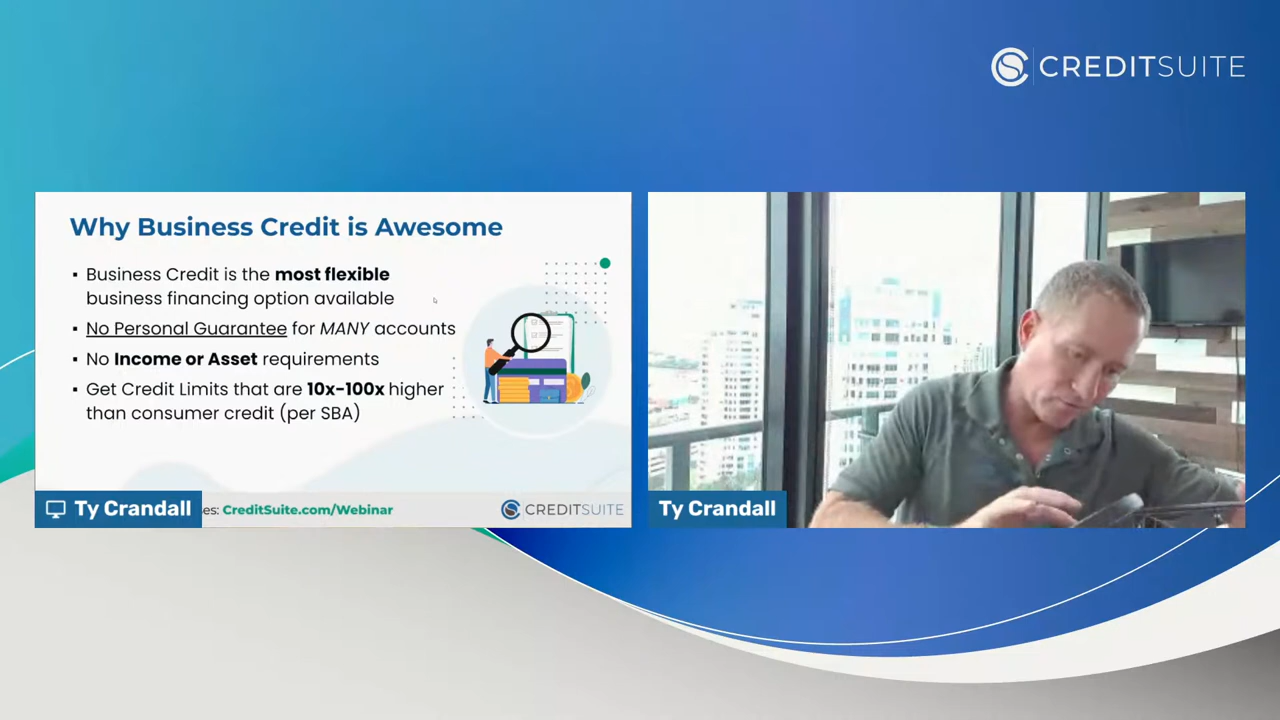 CREDITSUITE
Why Business Credit is Awesome
▪ Business Credit is the most flexible
business financing option available
▪ No Personal Guarantee for MANY accounts
▪ No Income or Asset requirements
▪ Get Credit Limits that are 10x-100x higher
than consumer credit (per SBA)
Ty Crandall
CreditSuite.com/Webinar
CREDITSUITE
Ty Crandall